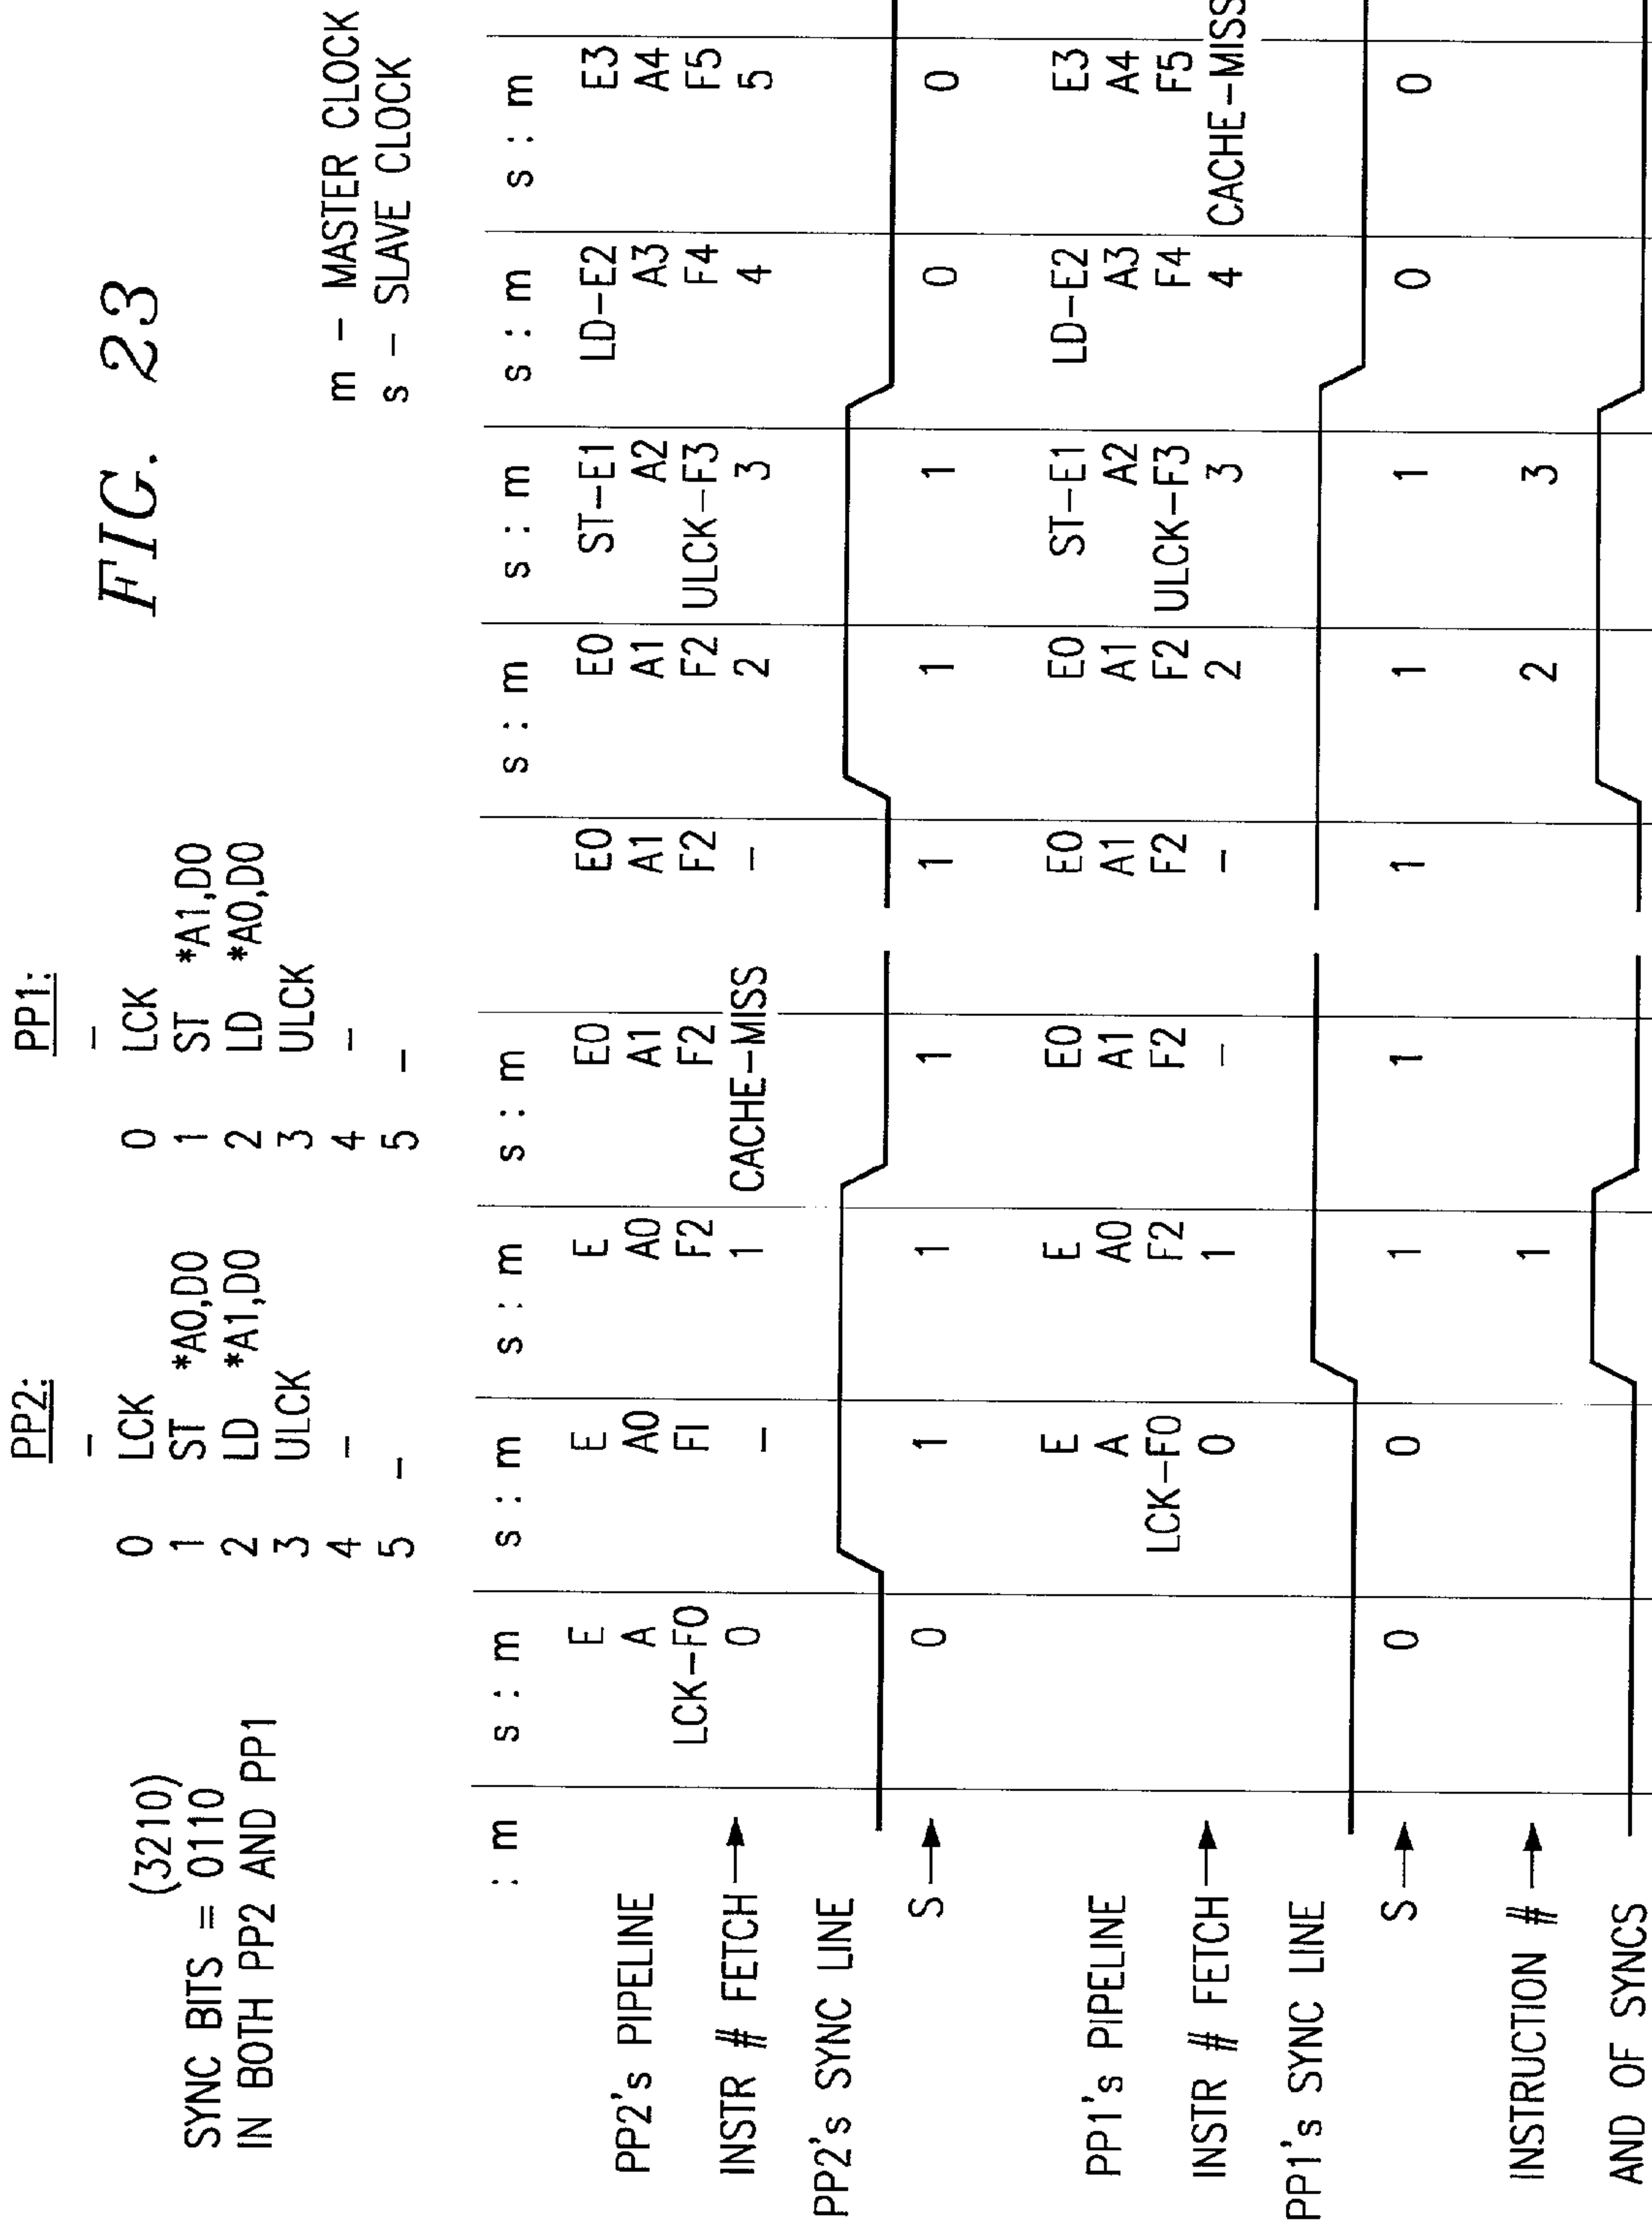 FIG. 23
PP2: PP1:
– –
(3210) 0 LCK 0 LCK
SYNC BITS = 0110 1 ST *A0,D0 1 ST *A1,D0
IN BOTH PP2 AND PP1 2 LD *A1,D0 2 LD *A0,D0
3 ULCK 3 ULCK
4 – 4 – m – MASTER CLOCK
5 – 5 – s – SLAVE CLOCK
: m s : m s : m s : m s : m s : m s : m s : m s : m
PP2's PIPELINE E E E E0 E0 E0 ST–E1 LD–E2 E3
A A0 A0 A1 A1 A1 A2 A3 A4
LCK–F0 FI F2 F2 F2 F2 ULCK–F3 F4 F5
INSTR # FETCH 0 – 1 CACHE–MISS – 2 3 4 5
PP2's SYNC LINE
S 0 1 1 1 1 1 1 0 0
PP1's PIPELINE E E E0 E0 E0 ST–E1 LD–E2 E3
A A0 A1 A1 A1 A2 A3 A4
LCK–F0 F2 F2 F2 F2 ULCK–F3 F4 F5
INSTR # FETCH 0 1 – – 2 3 4 CACHE–MISS
PP1's SYNC LINE
S 0 0 1 1 1 1 1 0 0
INSTRUCTION # 1 2 3
AND OF SYNCS